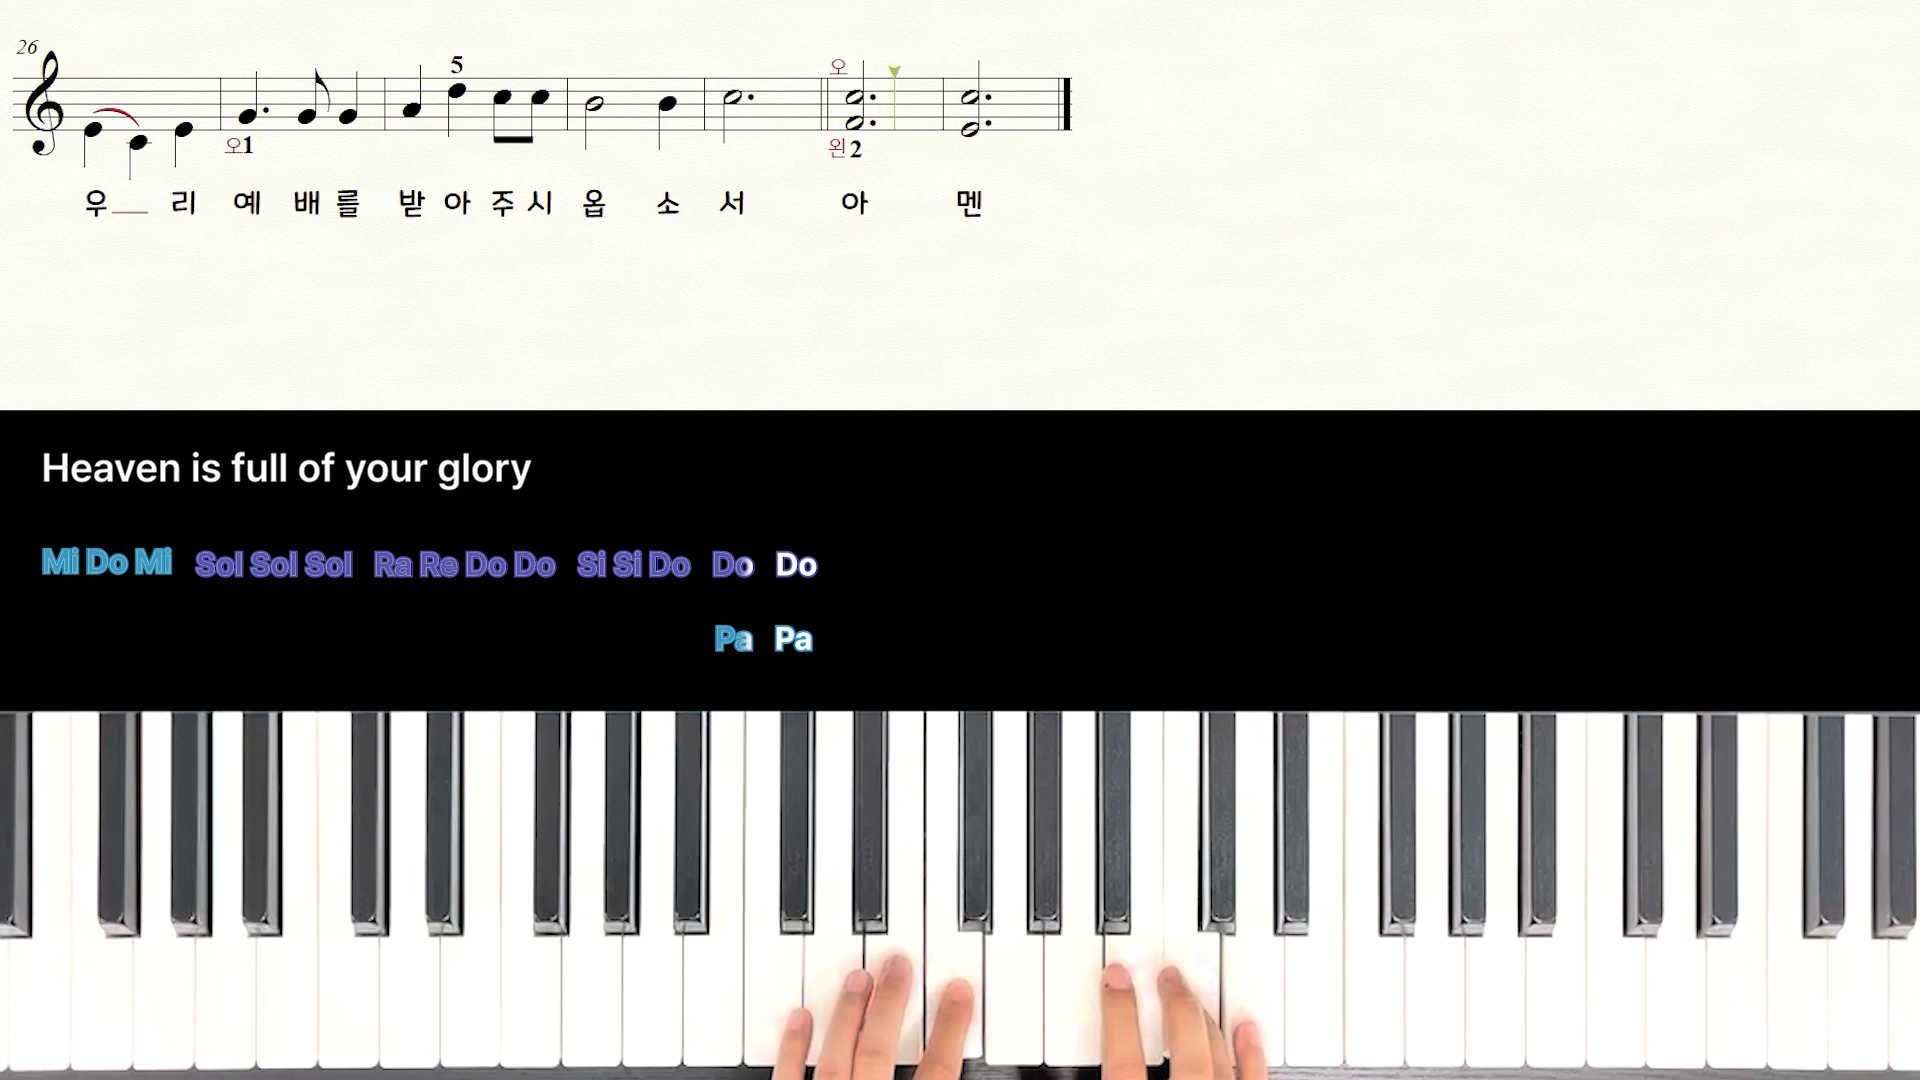 26
5
오
오1
왼2
우 리 예 배 를 받 아 주 시 옵 소 서 아 멘
Heaven is full of your glory
Mi Do Mi Sol Sol Sol Ra Re Do Do Si Si Do Do Do
Pa Pa